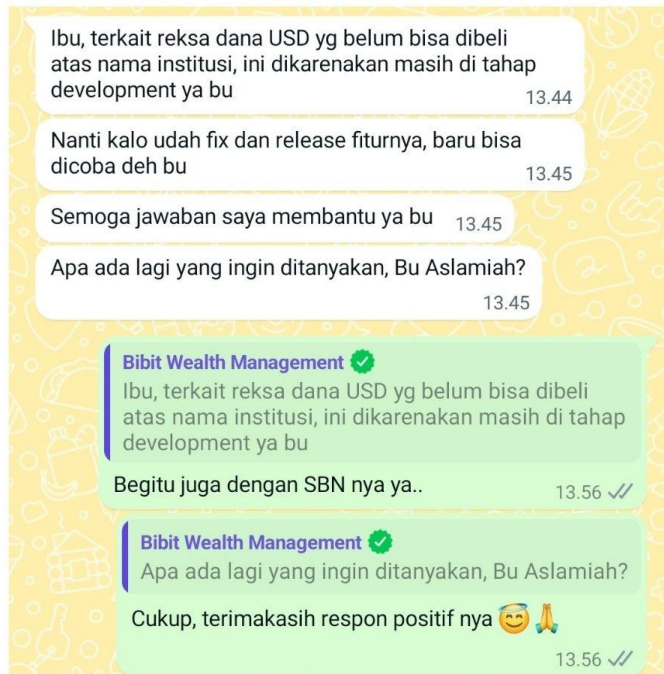 Ibu, terkait reksa dana USD yg belum bisa dibeli
atas nama institusi, ini dikarenakan masih di tahap
development ya bu
13.44
Nanti kalo udah fix dan release fiturnya, baru bisa
dicoba deh bu
13.45
Semoga jawaban saya membantu ya bu 13.45
Apa ada lagi yang ingin ditanyakan, Bu Aslamiah?
13.45
Bibit Wealth Management
Ibu, terkait reksa dana USD yg belum bisa dibeli
atas nama institusi, ini dikarenakan masih di tahap
development ya bu
Begitu juga dengan SBN nya ya.. 13.56
Bibit Wealth Management
Apa ada lagi yang ingin ditanyakan, Bu Aslamiah?
Cukup, terimakasih respon positif nya 😇🙏
13.56